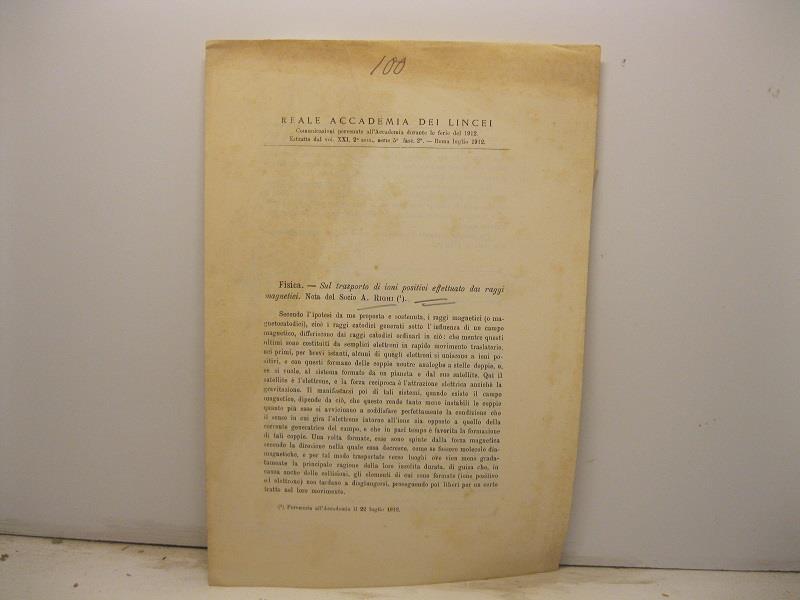 100
REALE ACCADEMIA DEI LINCEI
Comunicazioni pervenute all'Accademia durante le ferie del 1912.
Estratto dal vol. XXI, 2° sem., serie 5ª fasc. 2°. — Roma luglio 1912.
Fisica. — Sul trasporto di ioni positivi effettuato dai raggi
magnetici. Nota del Socio A. RIGHI (¹).
Secondo l'ipotesi da me proposta e sostenuta, i raggi magnetici (o ma-
gnetocatodici), cioè i raggi catodici generati sotto l'influenza di un campo
magnetico, differiscono dai raggi catodici ordinari in ciò: che mentre questi
ultimi sono costituiti da semplici elettroni in rapido movimento traslatorio,
nei primi, per brevi istanti, alcuni di quegli elettroni si uniscono a ioni po-
sitivi, e con questi formano delle coppie neutre analoghe a stelle doppie, o,
se si vuole, al sistema formato da un pianeta e dal suo satellite. Qui il
satellite è l'elettrone, e la forza reciproca è l'attrazione elettrica anzichè la
gravitazione. Il manifestarsi poi di tali sistemi, quando esiste il campo
magnetico, dipende da ciò, che questo rende tanto meno instabili le coppie
quanto più esse si avvicinano a soddisfare perfettamente la condizione che
il senso in cui gira l'elettrone intorno all'ione sia opposto a quello della
corrente generatrice del campo, e che in pari tempo è favorita la formazione
di tali coppie. Una volta formate, esse sono spinte dalla forza magnetica
secondo la direzione nella quale essa decresce, come se fossero molecole dia-
magnetiche, e per tal modo trasportate verso luoghi ove vien meno grada-
tamente la principale ragione della loro insolita durata, di guisa che, in
causa anche delle collisioni, gli elementi di cui sono formate (ione positivo
ed elettrone) non tardano a disgiungersi, proseguendo poi liberi per un certo
tratto nel loro movimento.
(¹) Pervenuta all'Accademia il 22 luglio 1912.